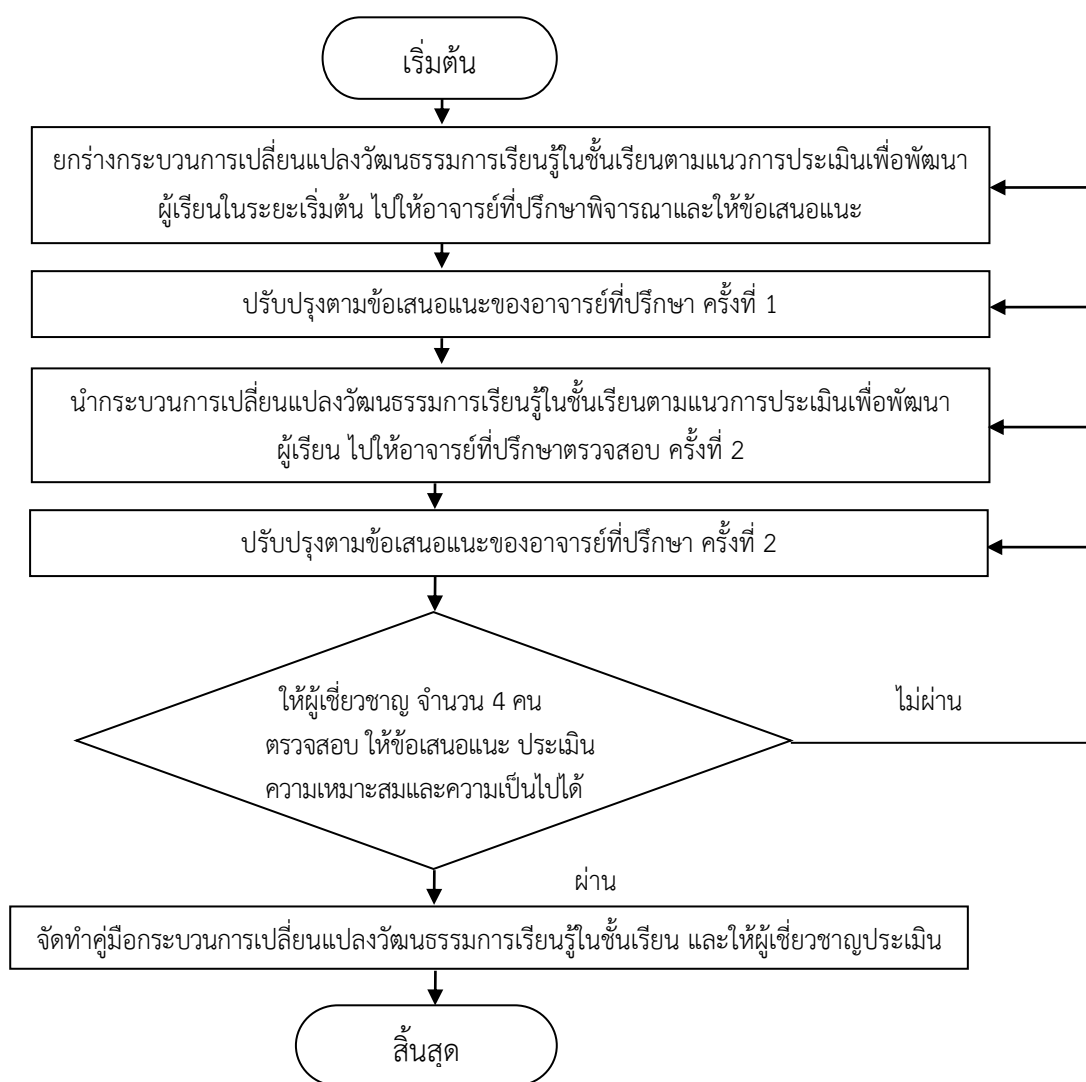 เริ่มต้น
ยกร่างกระบวนการเปลี่ยนแปลงวัฒนธรรมการเรียนรู้ในชั้นเรียนตามแนวการประเมินเพื่อพัฒนา
ผู้เรียนในระยะเริ่มต้น ไปให้อาจารย์ที่ปรึกษาพิจารณาและให้ข้อเสนอแนะ
ปรับปรุงตามข้อเสนอแนะของอาจารย์ที่ปรึกษา ครั้งที่ 1
นำกระบวนการเปลี่ยนแปลงวัฒนธรรมการเรียนรู้ในชั้นเรียนตามแนวการประเมินเพื่อพัฒนา
ผู้เรียน ไปให้อาจารย์ที่ปรึกษาตรวจสอบ ครั้งที่ 2
ปรับปรุงตามข้อเสนอแนะของอาจารย์ที่ปรึกษา ครั้งที่ 2
ให้ผู้เชี่ยวชาญ จำนวน 4 คน
ตรวจสอบ ให้ข้อเสนอแนะ ประเมิน
ความเหมาะสมและความเป็นไปได้
ไม่ผ่าน
ผ่าน
จัดทำคู่มือกระบวนการเปลี่ยนแปลงวัฒนธรรมการเรียนรู้ในชั้นเรียน และให้ผู้เชี่ยวชาญประเมิน
สิ้นสุด